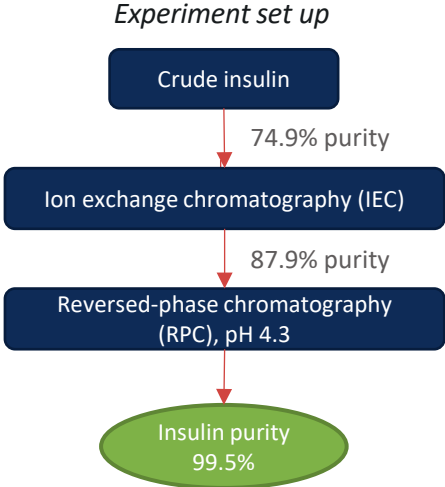 Experiment set up
Crude insulin
74.9% purity
Ion exchange chromatography (IEC)
87.9% purity
Reversed-phase chromatography
(RPC), pH 4.3
Insulin purity
99.5%